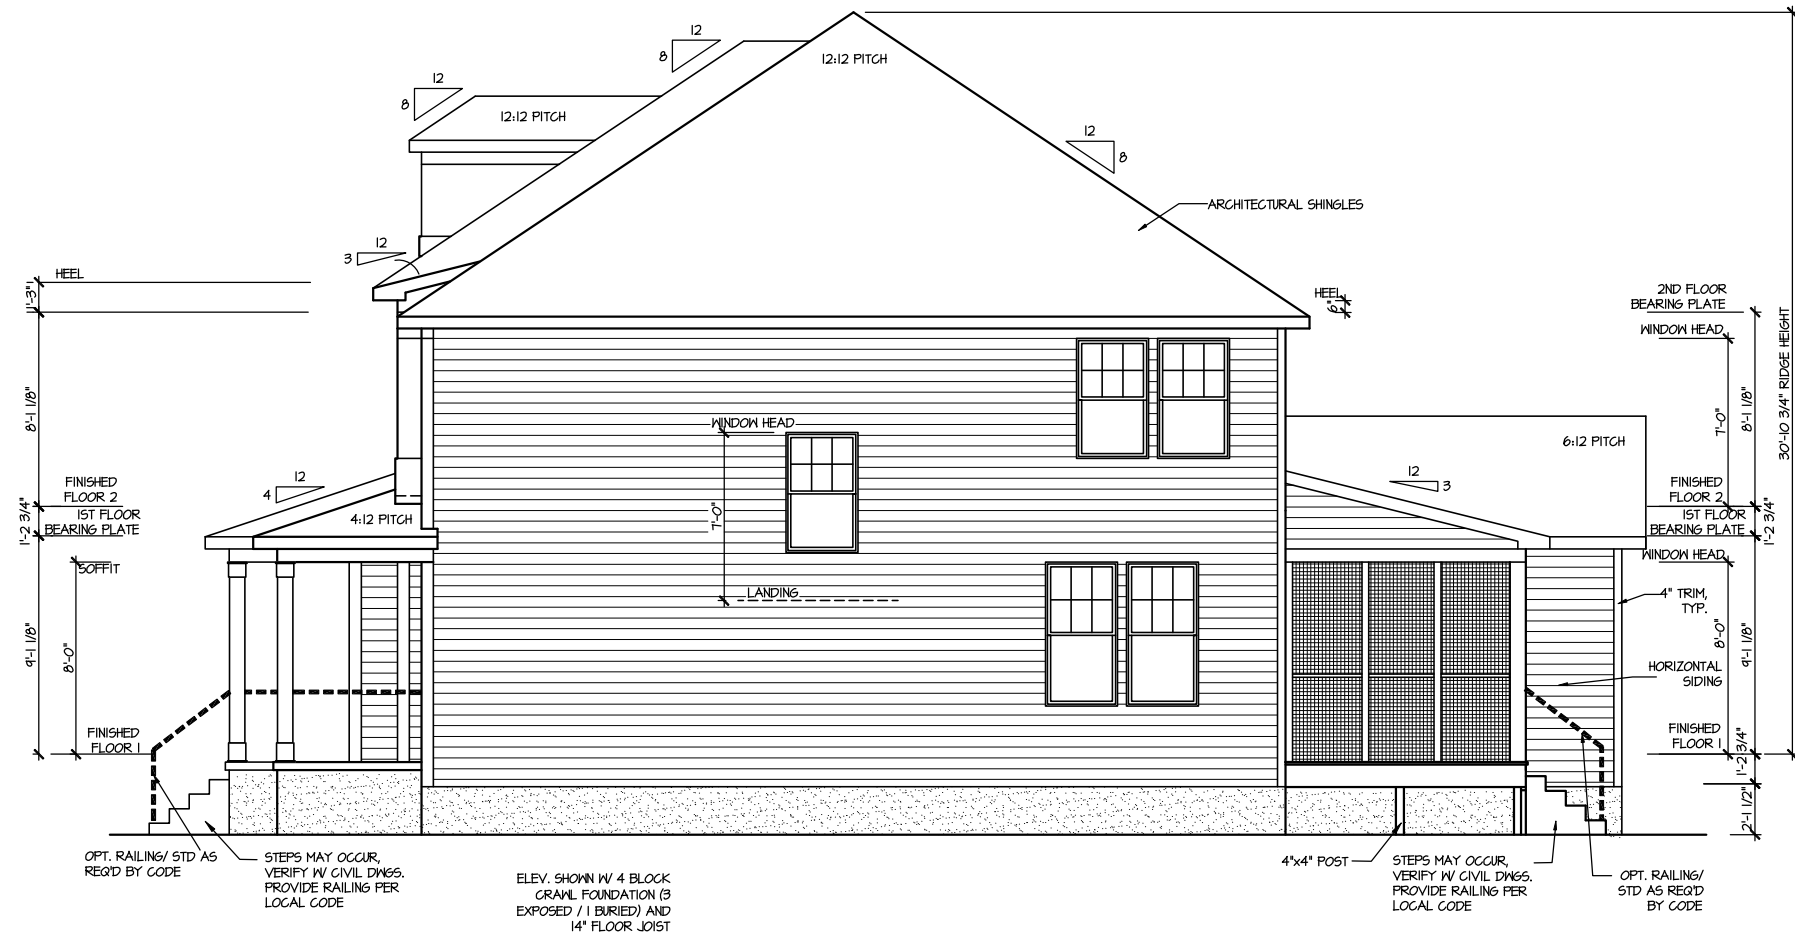 12
8
12:12 PITCH
12
8
12:12 PITCH
12
8
ARCHITECTURAL SHINGLES
12
3
HEEL
1'-3"
HEEL
6"
2ND FLOOR
BEARING PLATE
WINDOW HEAD
30'-10 3/4" RIDGE HEIGHT
8'-1 1/8"
7'-0"
8'-1 1/8"
WINDOW HEAD
7'-0"
LANDING
6:12 PITCH
12
3
12
4
4:12 PITCH
FINISHED
FLOOR 2
1ST FLOOR
BEARING PLATE
1'-2 3/4"
SOFFIT
9'-1 1/8"
8'-0"
FINISHED
FLOOR 1
FINISHED
FLOOR 2
1ST FLOOR
BEARING PLATE
1'-2 3/4"
WINDOW HEAD
4" TRIM,
TYP.
8'-0"
9'-1 1/8"
HORIZONTAL
SIDING
FINISHED
FLOOR 1
1'-2 3/4"
2'-1 1/2"
OPT. RAILING/ STD AS
REQ'D BY CODE
STEPS MAY OCCUR,
VERIFY W/ CIVIL DWGS.
PROVIDE RAILING PER
LOCAL CODE
ELEV. SHOWN W/ 4 BLOCK
CRAWL FOUNDATION (3
EXPOSED / 1 BURIED) AND
14" FLOOR JOIST
4"x4" POST
STEPS MAY OCCUR,
VERIFY W/ CIVIL DWGS.
PROVIDE RAILING PER
LOCAL CODE
OPT. RAILING/
STD AS REQ'D
BY CODE